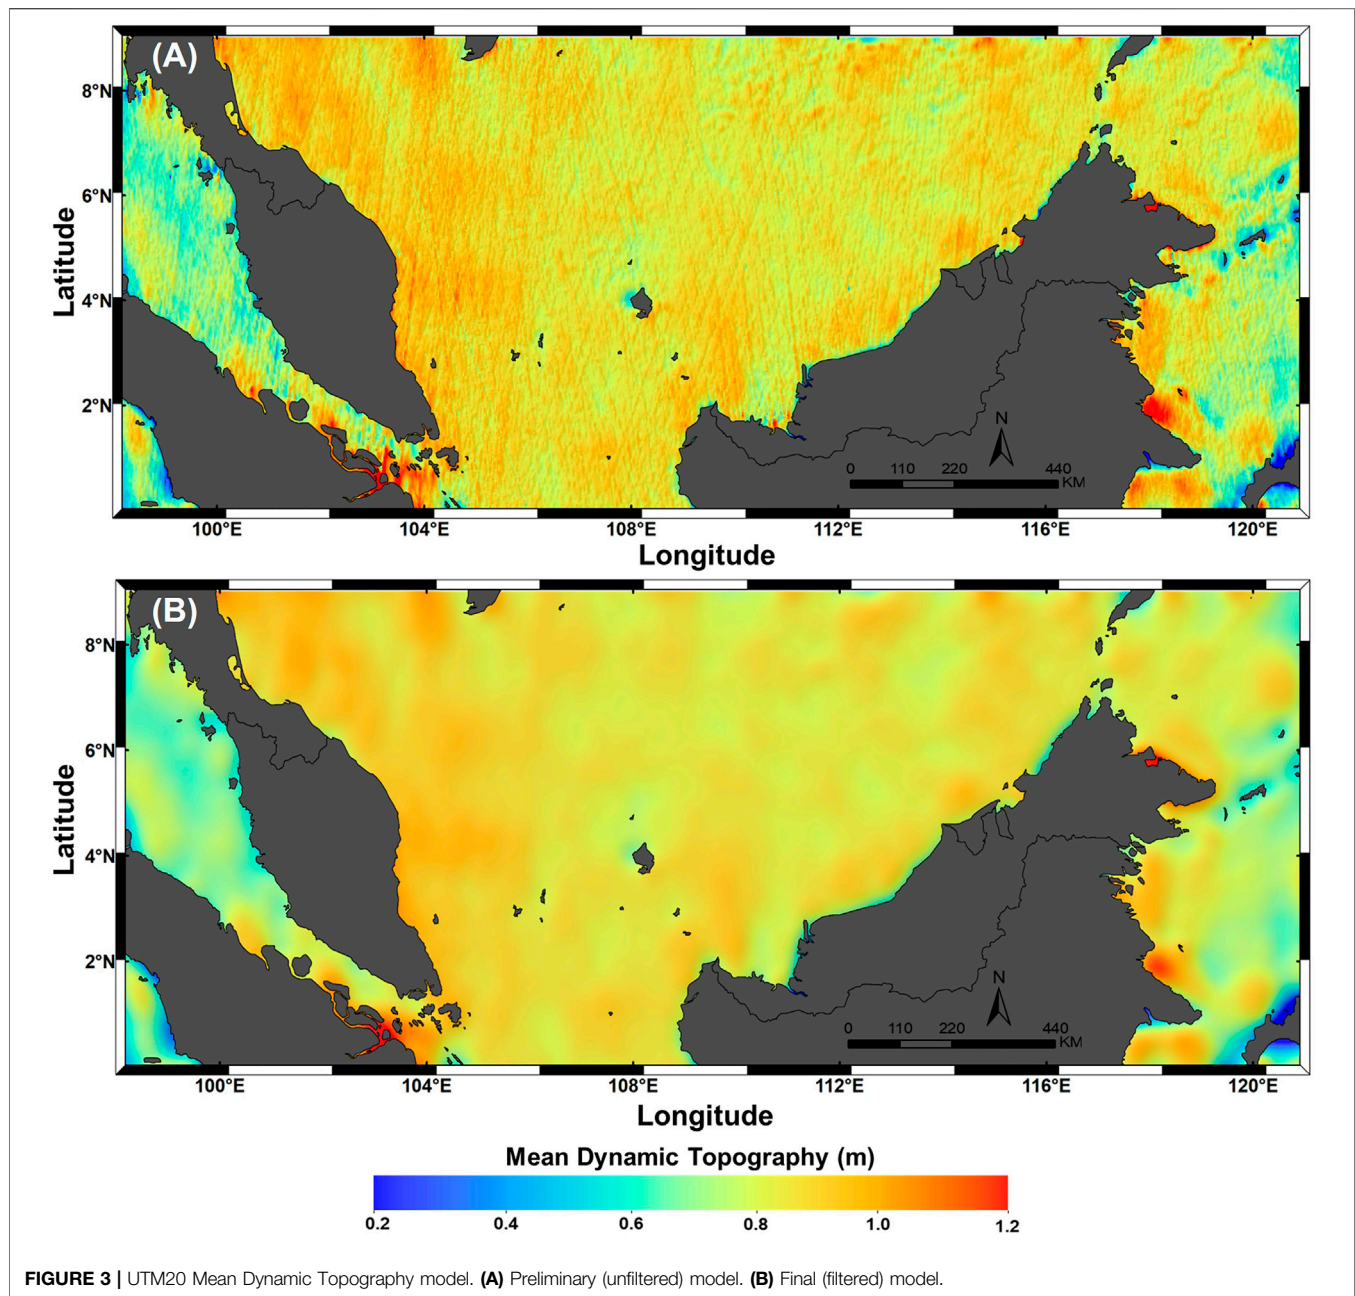 (A)
8°N
6°N
4°N
2°N
Latitude
N
0 110 220 440
KM
100°E 104°E 108°E 112°E 116°E 120°E
Longitude
(B)
8°N
6°N
4°N
2°N
Latitude
N
0 110 220 440
KM
100°E 104°E 108°E 112°E 116°E 120°E
Longitude
Mean Dynamic Topography (m)
0.2 0.4 0.6 0.8 1.0 1.2
FIGURE 3 | UTM20 Mean Dynamic Topography model. (A) Preliminary (unfiltered) model. (B) Final (filtered) model.